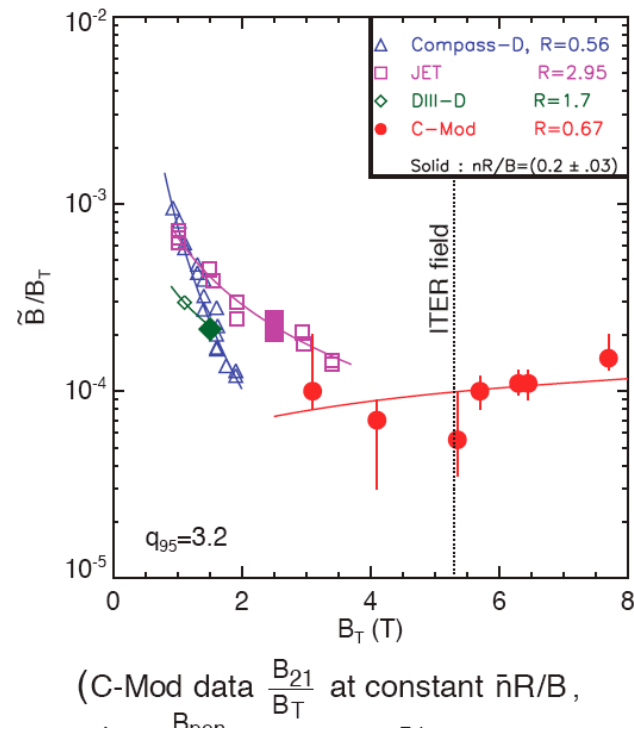 10⁻²
Compass-D, R=0.56
JET R=2.95
DIII-D R=1.7
C-Mod R=0.67
Solid : nR/B=(0.2 ± .03)
10⁻³
B̃/B_T
ITER field
10⁻⁴
q₉₅=3.2
10⁻⁵
0 2 4 6 8
B_T (T)
(C-Mod data B₂₁/B_T at constant n̄R/B,